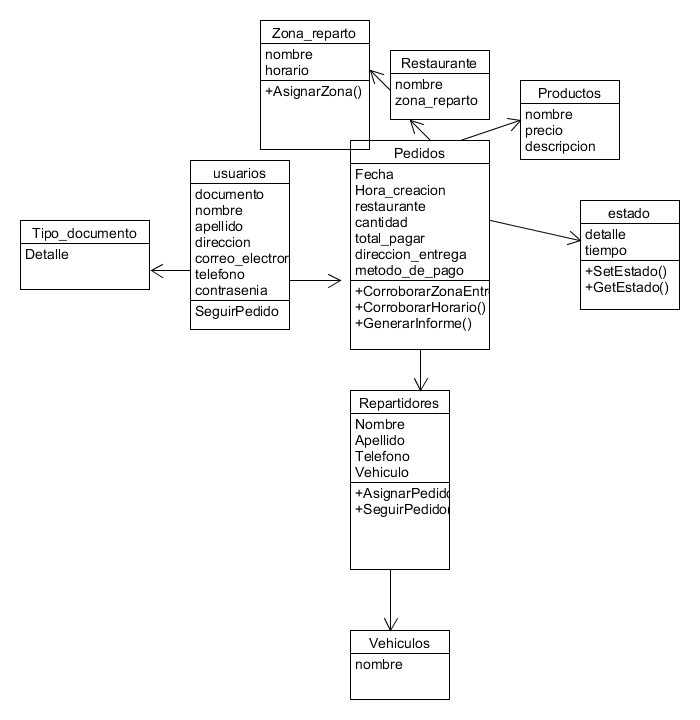 Zona_reparto
nombre
horario
+AsignarZona()
Restaurante
nombre
zona_reparto
Productos
nombre
precio
descripcion
Pedidos
Fecha
Hora_creacion
restaurante
cantidad
total_pagar
direccion_entrega
metodo_de_pago
+CorroborarZonaEntr
+CorroborarHorario()
+GenerarInforme()
usuarios
documento
nombre
apellido
direccion
correo_electron
telefono
contrasenia
SeguirPedido
Tipo_documento
Detalle
estado
detalle
tiempo
+SetEstado()
+GetEstado()
Repartidores
Nombre
Apellido
Telefono
Vehiculo
+AsignarPedido
+SeguirPedido(
Vehiculos
nombre